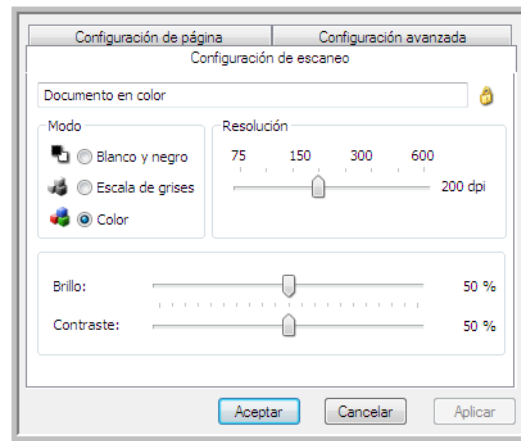 Configuración de página
Configuración avanzada
Configuración de escaneo
Documento en color
Modo
Blanco y negro
Escala de grises
Color
Resolución
75 150 300 600
200 dpi
Brillo: 50 %
Contraste: 50 %
Aceptar Cancelar Aplicar